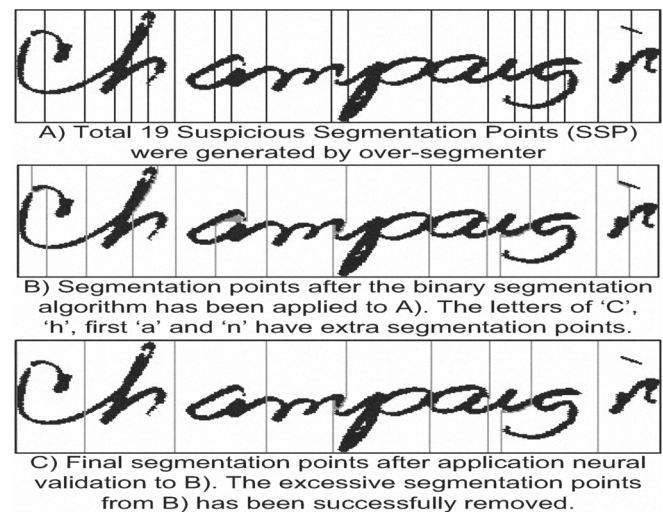 Champaign
A) Total 19 Suspicious Segmentation Points (SSP)
were generated by over-segmenter
Champaign
B) Segmentation points after the binary segmentation
algorithm has been applied to A). The letters of ‘C’,
‘h’, first ‘a’ and ‘n’ have extra segmentation points.
Champaign
C) Final segmentation points after application neural
validation to B). The excessive segmentation points
from B) has been successfully removed.